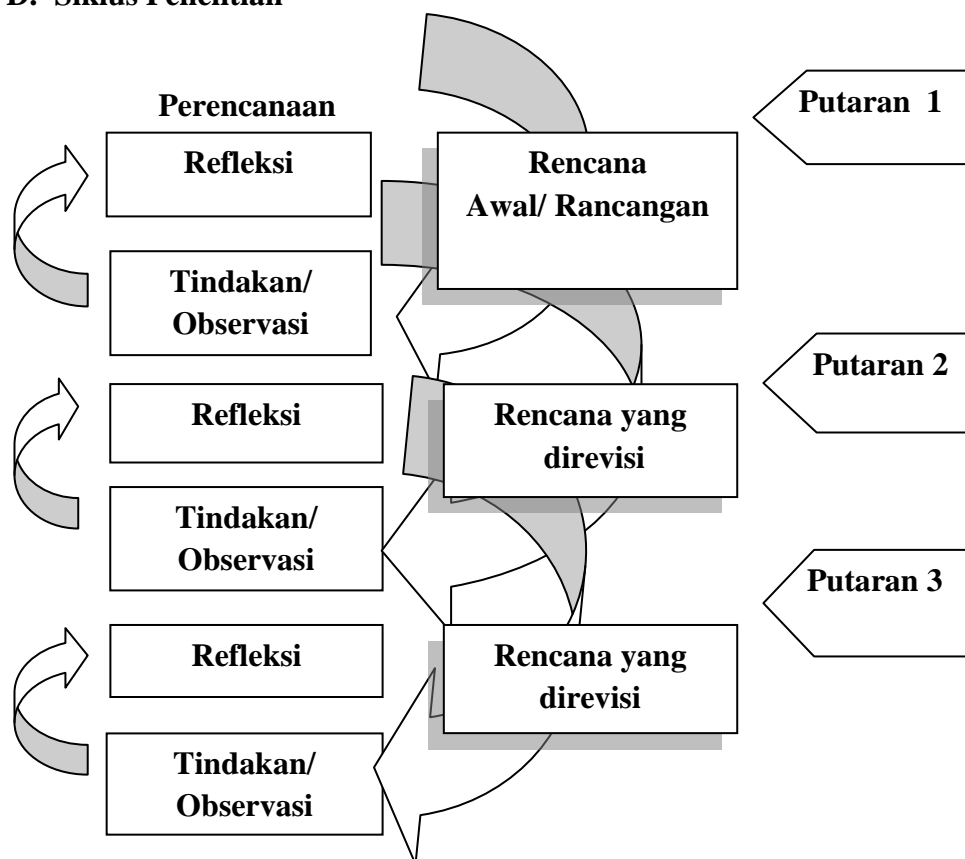 D. Siklus Penelitian
Perencanaan
Putaran 1
Refleksi
Rencana
Awal/ Rancangan
Tindakan/
Observasi
Putaran 2
Refleksi
Rencana yang
direvisi
Tindakan/
Observasi
Putaran 3
Refleksi
Rencana yang
direvisi
Tindakan/
Observasi